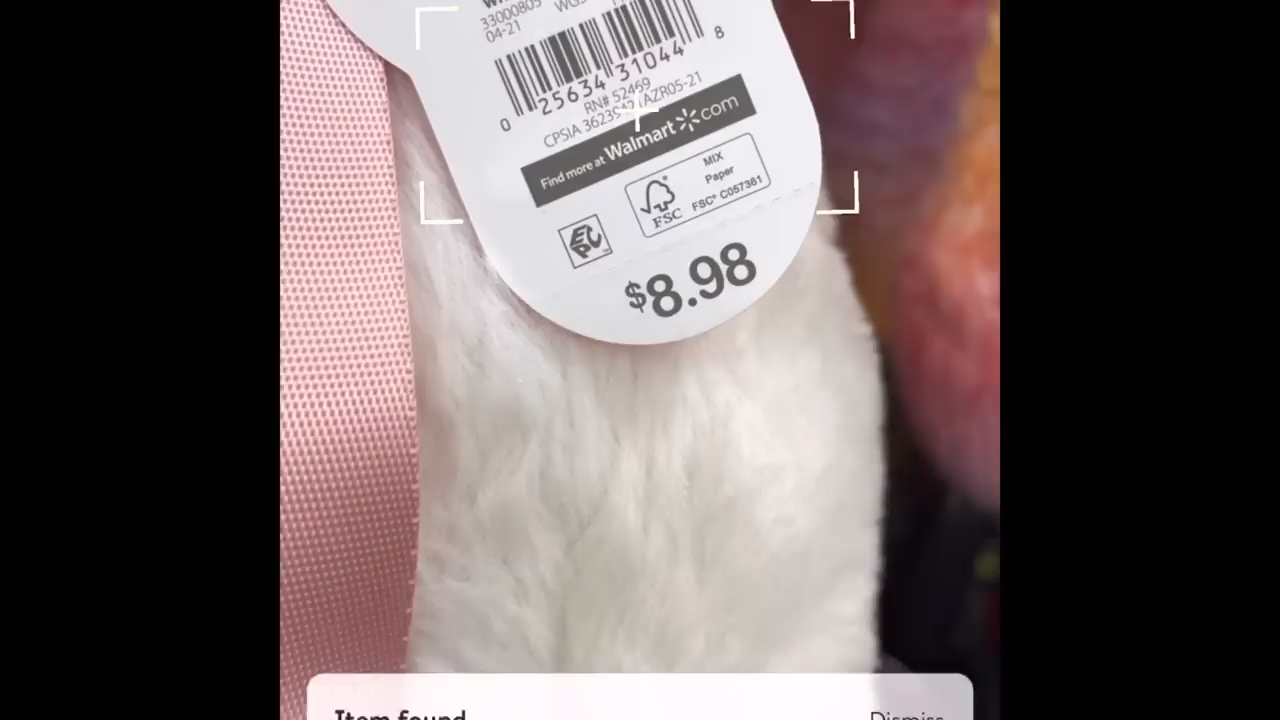 33000805
04-21
0 25634 31044 8
RN# 52469
Find more at Walmart.com
MIX
Paper
FSC® C057361
FSC
$8.98
Item found
Dismiss